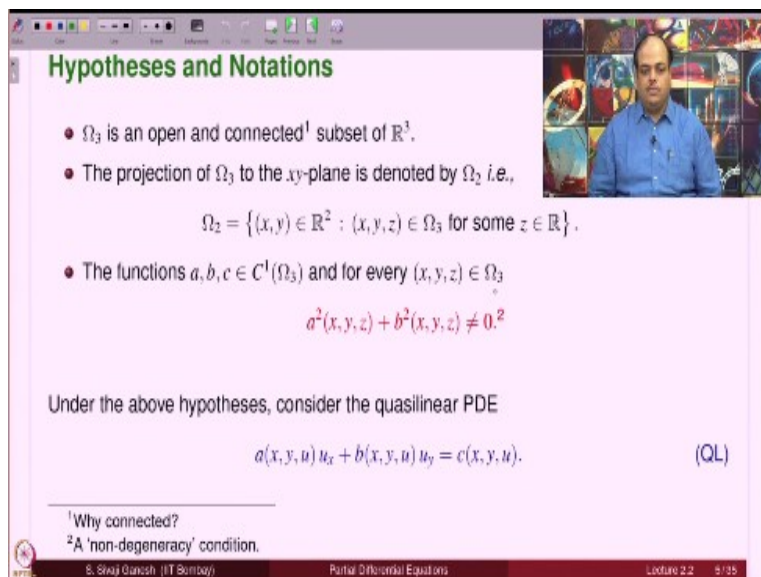 Hypotheses and Notations
Ω₃ is an open and connected¹ subset of ℝ³.
The projection of Ω₃ to the xy-plane is denoted by Ω₂ i.e.,
Ω₂ = {(x, y) ∈ ℝ² : (x, y, z) ∈ Ω₃ for some z ∈ ℝ}.
The functions a, b, c ∈ C¹(Ω₃) and for every (x, y, z) ∈ Ω₃
a²(x, y, z) + b²(x, y, z) ≠ 0.²
Under the above hypotheses, consider the quasilinear PDE
a(x, y, u) uₓ + b(x, y, u) u_y = c(x, y, u). (QL)
¹Why connected?
²A 'non-degeneracy' condition.
S. Sivaji Ganesh (IIT Bombay) Partial Differential Equations Lecture 2.2 5/35